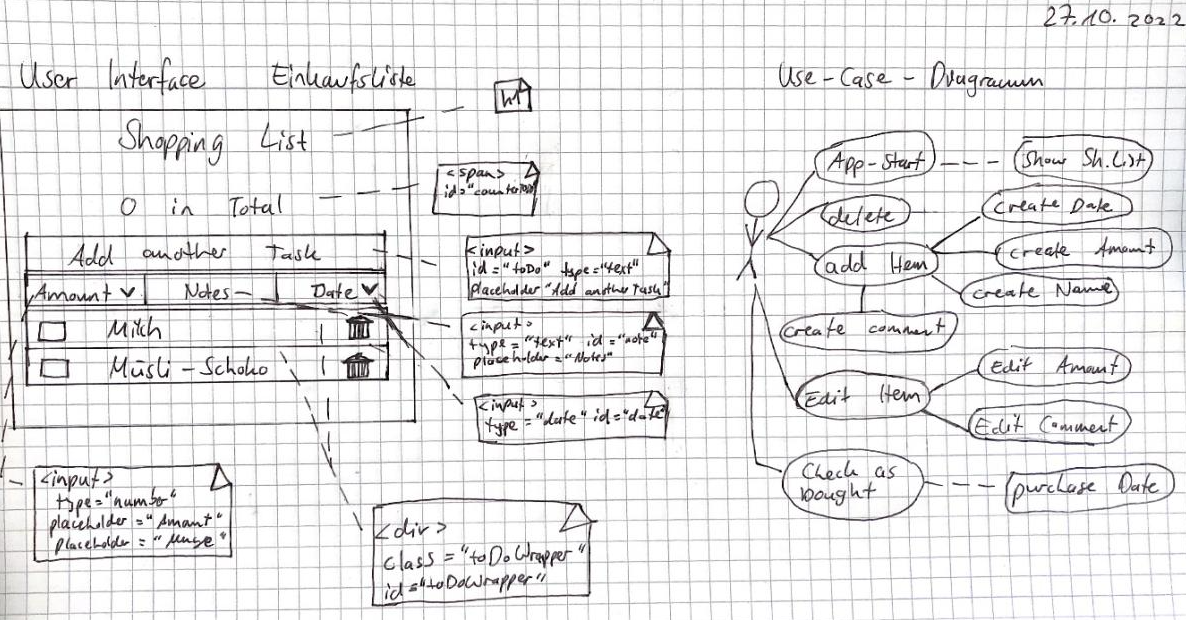 27.10.2022
User Interface Einkaufsliste
Shopping List
0 in Total
Add another Task
Amount Notes Date
Milch
Müsli-Schoko
h1
<span>
<input>
id="toDo" type="text"
placeholder "Add another Task"
<input>
type="text" id="note"
placeholder="Notes"
<input>
type="date" id="date"
<input>
type="number"
placeholder="Amount"
placeholder="Menge"
<div>
class="toDoWrapper"
id="toDoWrapper"
Use-Case-Diagramm
App-Start
Show Sh.List
delete
Create Date
add Item
create Amount
create Name
create comment
Edit Amount
Edit Item
Edit Comment
Check as
bought
purchase Date